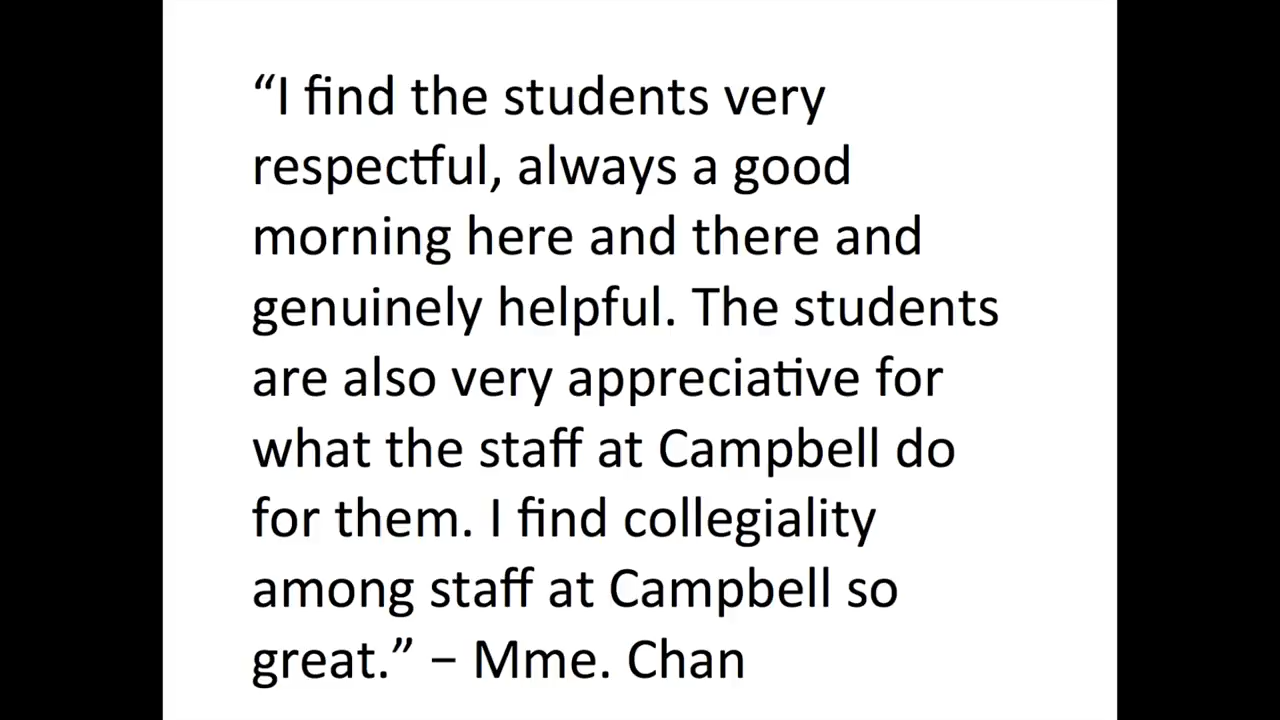 “I find the students very
respectful, always a good
morning here and there and
genuinely helpful. The students
are also very appreciative for
what the staff at Campbell do
for them. I find collegiality
among staff at Campbell so
great.” – Mme. Chan